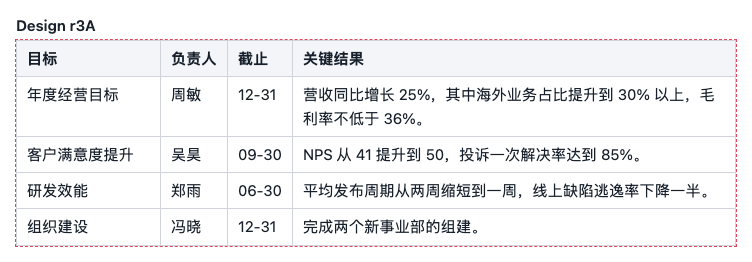 Design r3A
目标 负责人 截止 关键结果
年度经营目标 周敏 12-31 营收同比增长 25%，其中海外业务占比提升到 30% 以上，毛
利率不低于 36%。
客户满意度提升 吴昊 09-30 NPS 从 41 提升到 50，投诉一次解决率达到 85%。
研发效能 郑雨 06-30 平均发布周期从两周缩短到一周，线上缺陷逃逸率下降一半。
组织建设 冯晓 12-31 完成两个新事业部的组建。